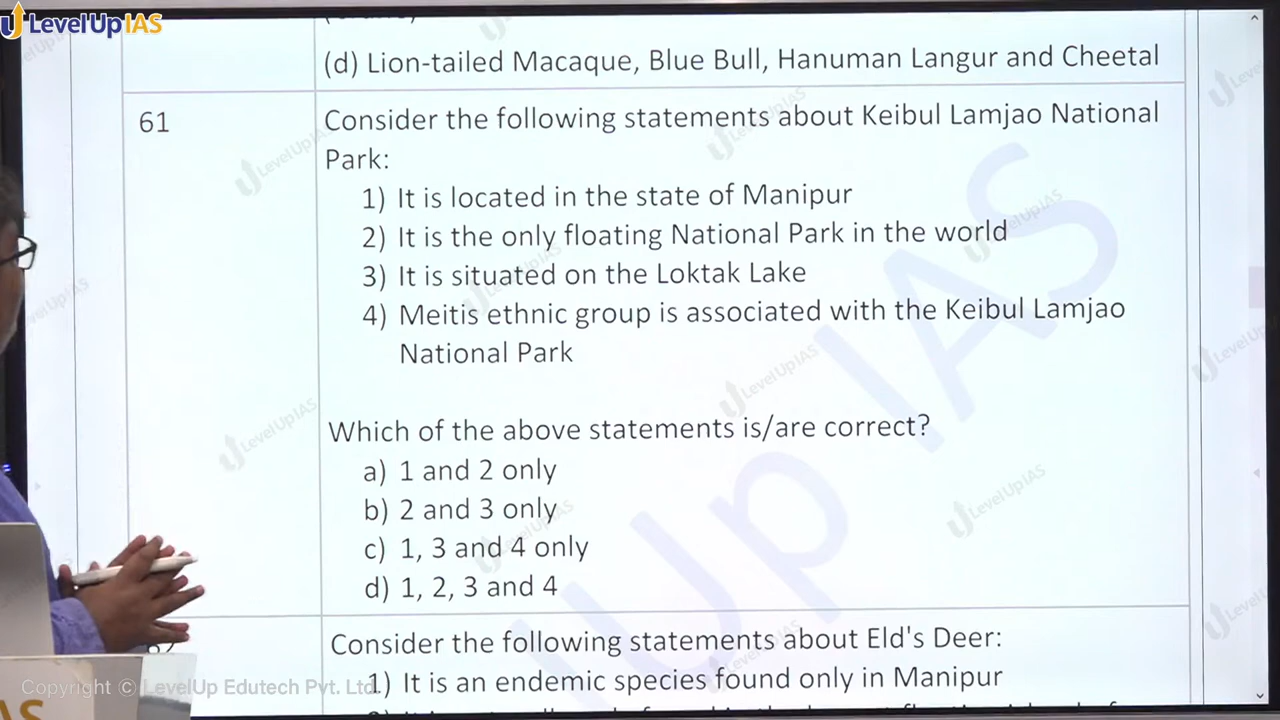 LevelUp IAS
(d) Lion-tailed Macaque, Blue Bull, Hanuman Langur and Cheetal
61
Consider the following statements about Keibul Lamjao National
Park:
1) It is located in the state of Manipur
2) It is the only floating National Park in the world
3) It is situated on the Loktak Lake
4) Meitis ethnic group is associated with the Keibul Lamjao
National Park
Which of the above statements is/are correct?
a) 1 and 2 only
b) 2 and 3 only
c) 1, 3 and 4 only
d) 1, 2, 3 and 4
Consider the following statements about Eld's Deer:
1) It is an endemic species found only in Manipur
Copyright © LevelUp Edutech Pvt. Ltd.